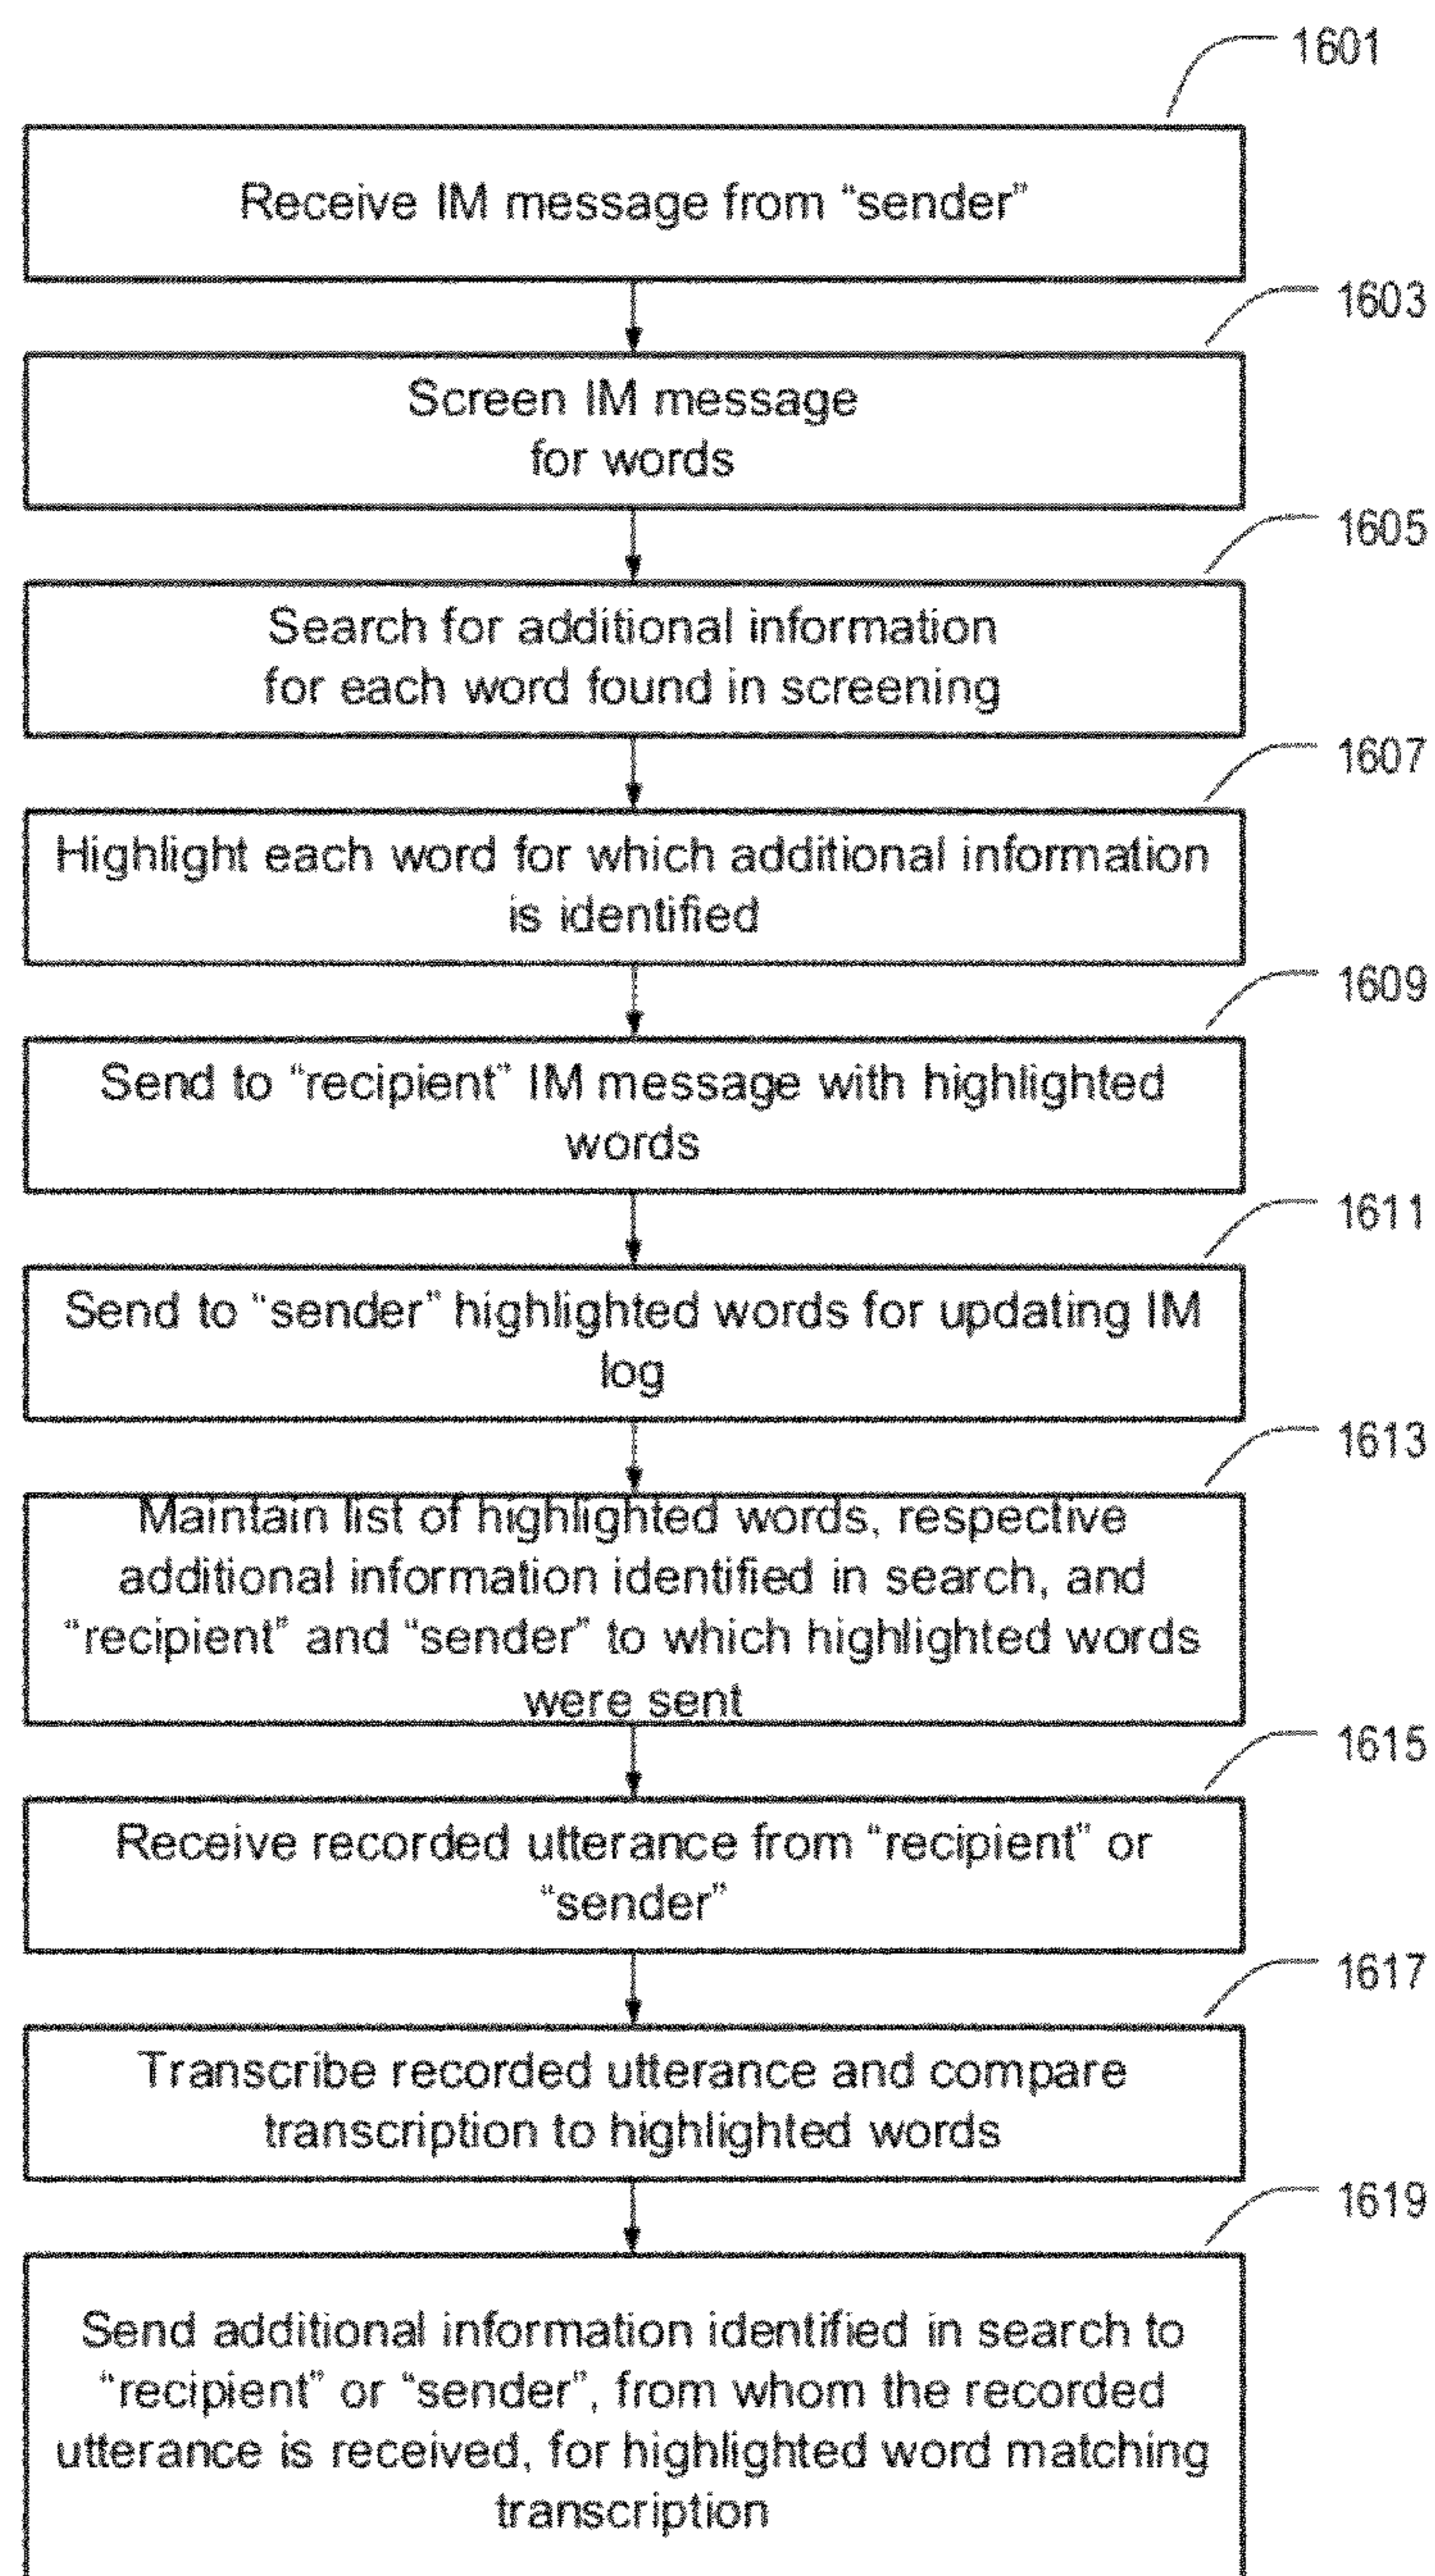 1601
Receive IM message from “sender”
1603
Screen IM message
for words
1605
Search for additional information
for each word found in screening
1607
Highlight each word for which additional information
is identified
1609
Send to “recipient” IM message with highlighted
words
1611
Send to “sender” highlighted words for updating IM
log
1613
Maintain list of highlighted words, respective
additional information identified in search, and
“recipient” and “sender” to which highlighted words
were sent
1615
Receive recorded utterance from “recipient” or
“sender”
1617
Transcribe recorded utterance and compare
transcription to highlighted words
1619
Send additional information identified in search to
“recipient” or “sender”, from whom the recorded
utterance is received, for highlighted word matching
transcription